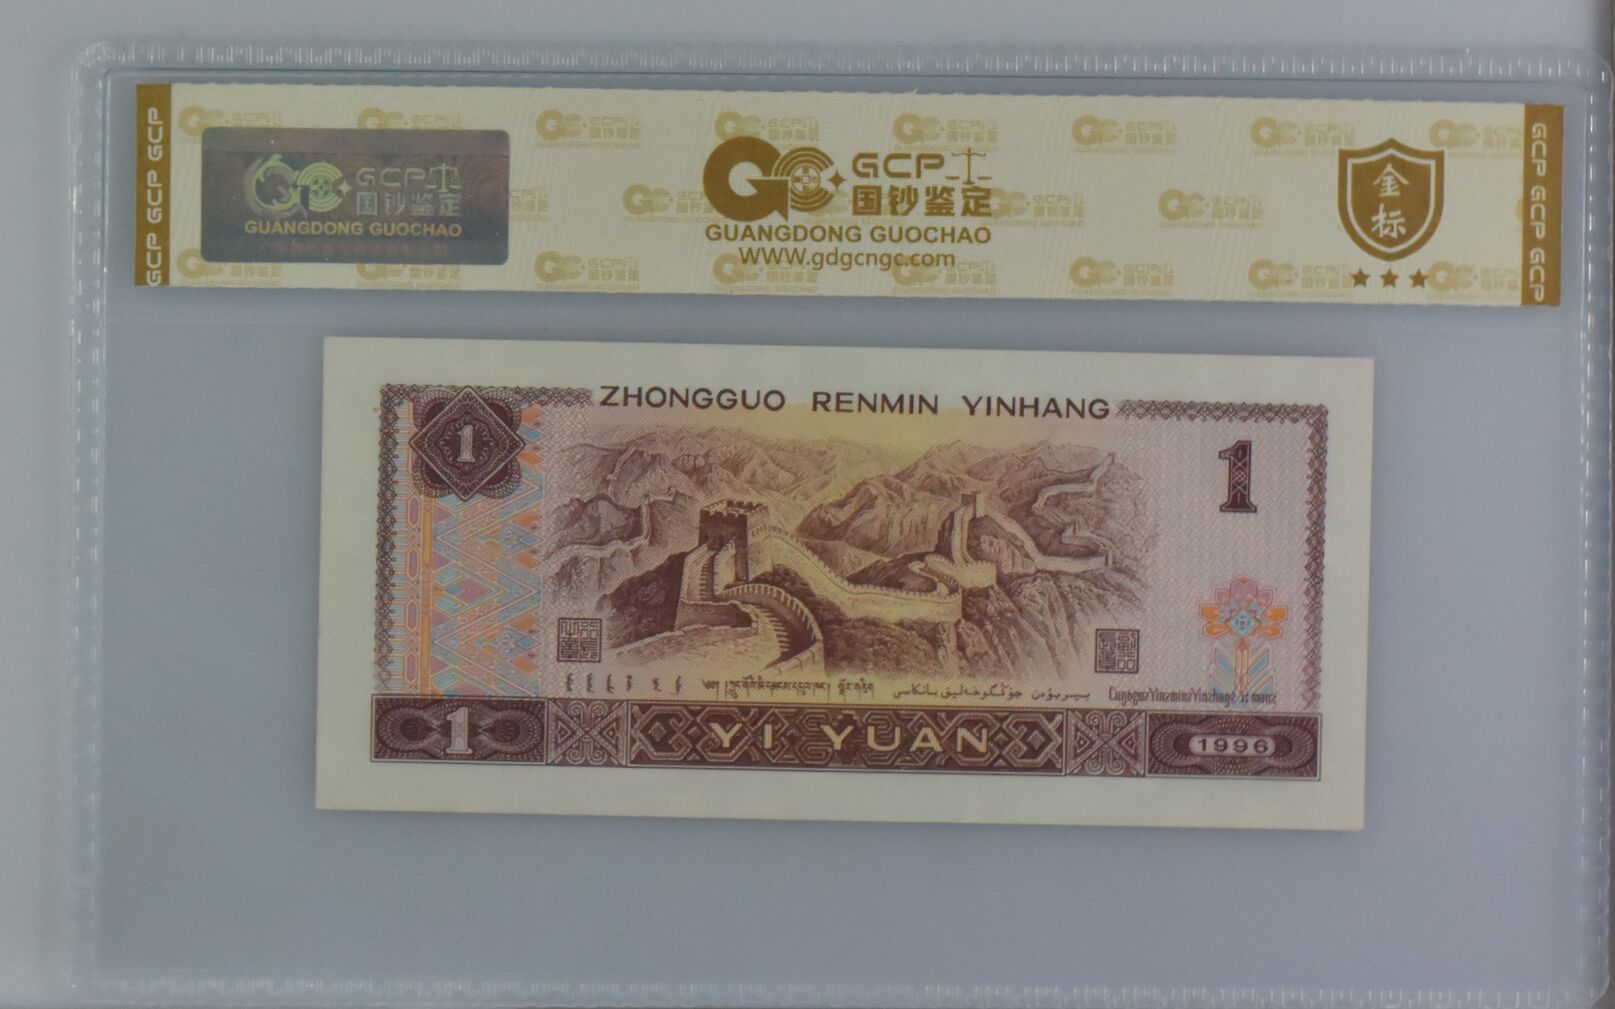 GCP GCP GCP
GCP
国钞鉴定
GUANGDONG GUOCHAO
GCP
国钞鉴定
GUANGDONG GUOCHAO
WWW.gdgcngc.com
金标
GCP GCP GCP
ZHONGGUO RENMIN YINHANG
1
1
1
YI YUAN
1996